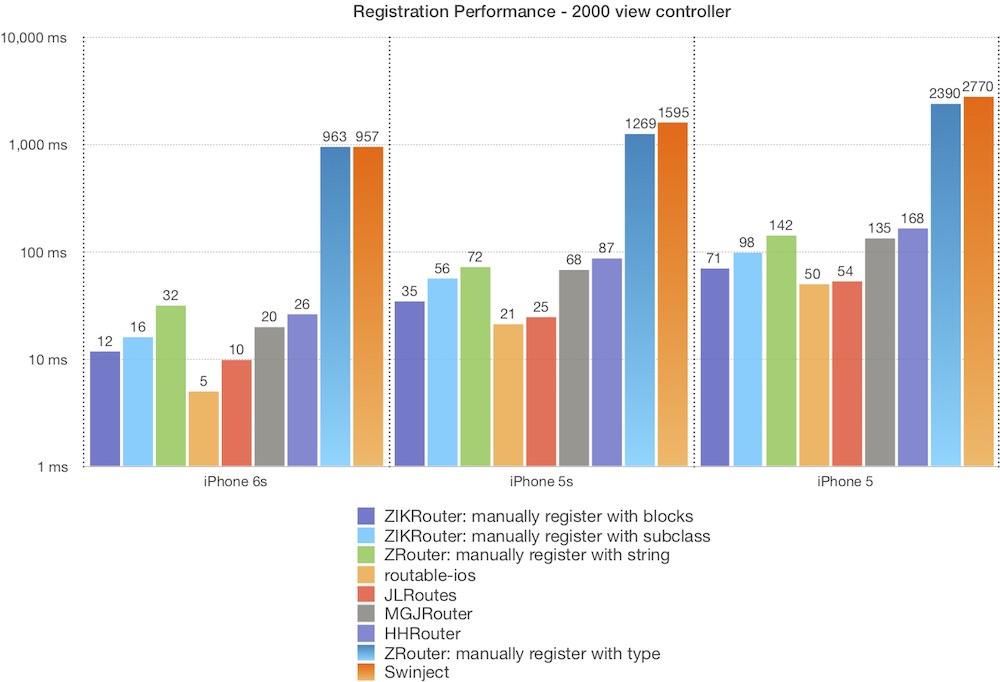 Registration Performance - 2000 view controller
10,000 ms
1,000 ms
100 ms
10 ms
1 ms
12
16
32
5
10
20
26
963
957
35
56
72
21
25
68
87
1269
1595
71
98
142
50
54
135
168
2390
2770
iPhone 6s
iPhone 5s
iPhone 5
ZIKRouter: manually register with blocks
ZIKRouter: manually register with subclass
ZRouter: manually register with string
routable-ios
JLRoutes
MGJRouter
HHRouter
ZRouter: manually register with type
Swinject